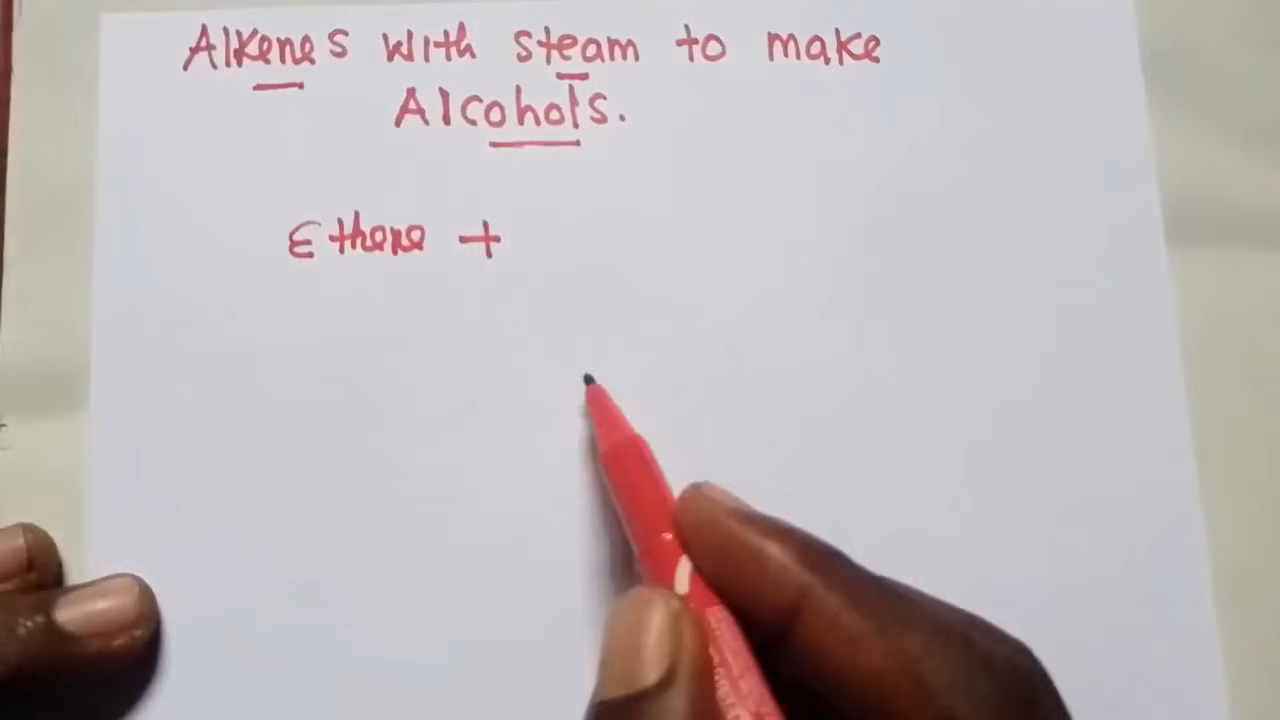 Alkenes with steam to make
Alcohols.
Ethene +